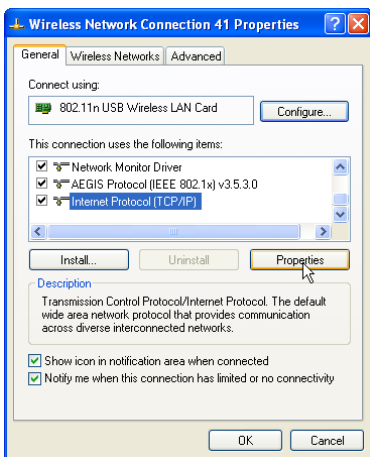 Wireless Network Connection 41 Properties
General Wireless Networks Advanced
Connect using:
802.11n USB Wireless LAN Card
Configure...
This connection uses the following items:
Network Monitor Driver
AEGIS Protocol (IEEE 802.1x) v3.5.3.0
Internet Protocol (TCP/IP)
Install... Uninstall Properties
Description
Transmission Control Protocol/Internet Protocol. The default
wide area network protocol that provides communication
across diverse interconnected networks.
Show icon in notification area when connected
Notify me when this connection has limited or no connectivity
OK Cancel